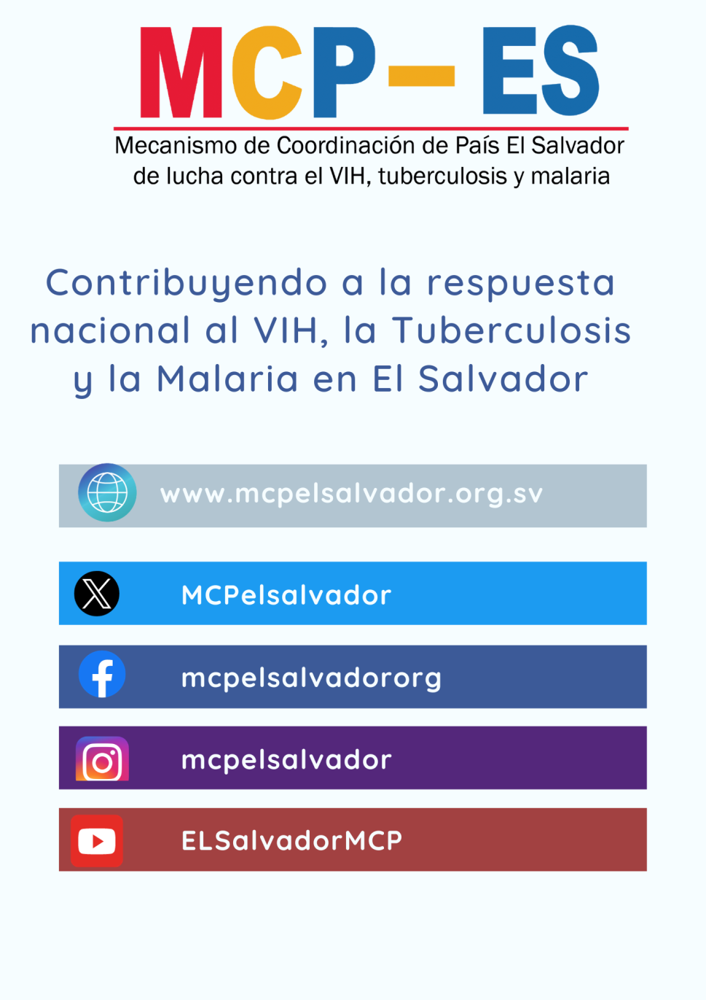 MCP- ES
Mecanismo de Coordinación de País El Salvador
de lucha contra el VIH, tuberculosis y malaria
Contribuyendo a la respuesta
nacional al VIH, la Tuberculosis
y la Malaria en El Salvador
www.mcpelsalvador.org.sv
MCPelsalvador
mcpelsalvadororg
mcpelsalvador
ELSalvadorMCP